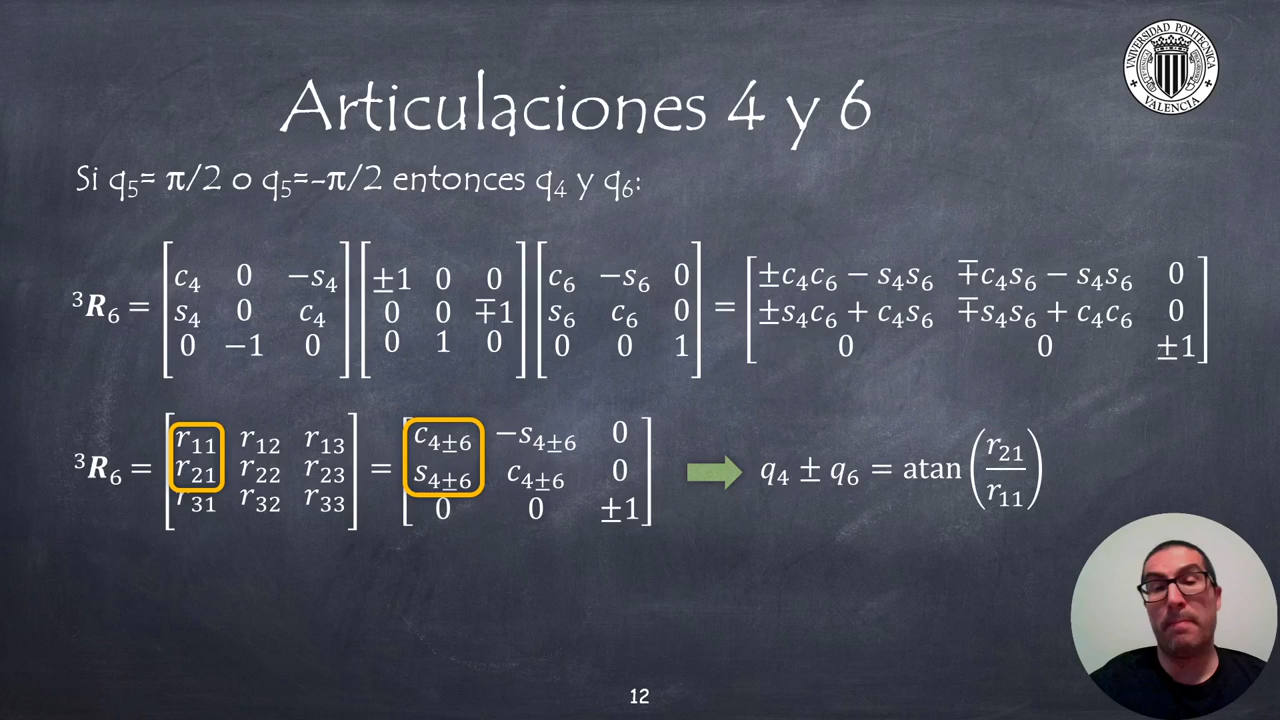 UNIVERSIDAD POLITECNICA
VALENCIA
Articulaciones 4 y 6
Si q₅= π/2 o q₅=-π/2 entonces q₄ y q₆:
³R₆ = [c₄ 0 −s₄; s₄ 0 c₄; 0 −1 0] [±1 0 0; 0 0 ∓1; 0 1 0] [c₆ −s₆ 0; s₆ c₆ 0; 0 0 1] = [±c₄c₆ − s₄s₆ ∓c₄s₆ − s₄s₆ 0; ±s₄c₆ + c₄s₆ ∓s₄s₆ + c₄c₆ 0; 0 0 ±1]
³R₆ = [r₁₁ r₁₂ r₁₃; r₂₁ r₂₂ r₂₃; r₃₁ r₃₂ r₃₃] = [c₄±₆ −s₄±₆ 0; s₄±₆ c₄±₆ 0; 0 0 ±1] q₄ ± q₆ = atan(r₂₁/r₁₁)
12